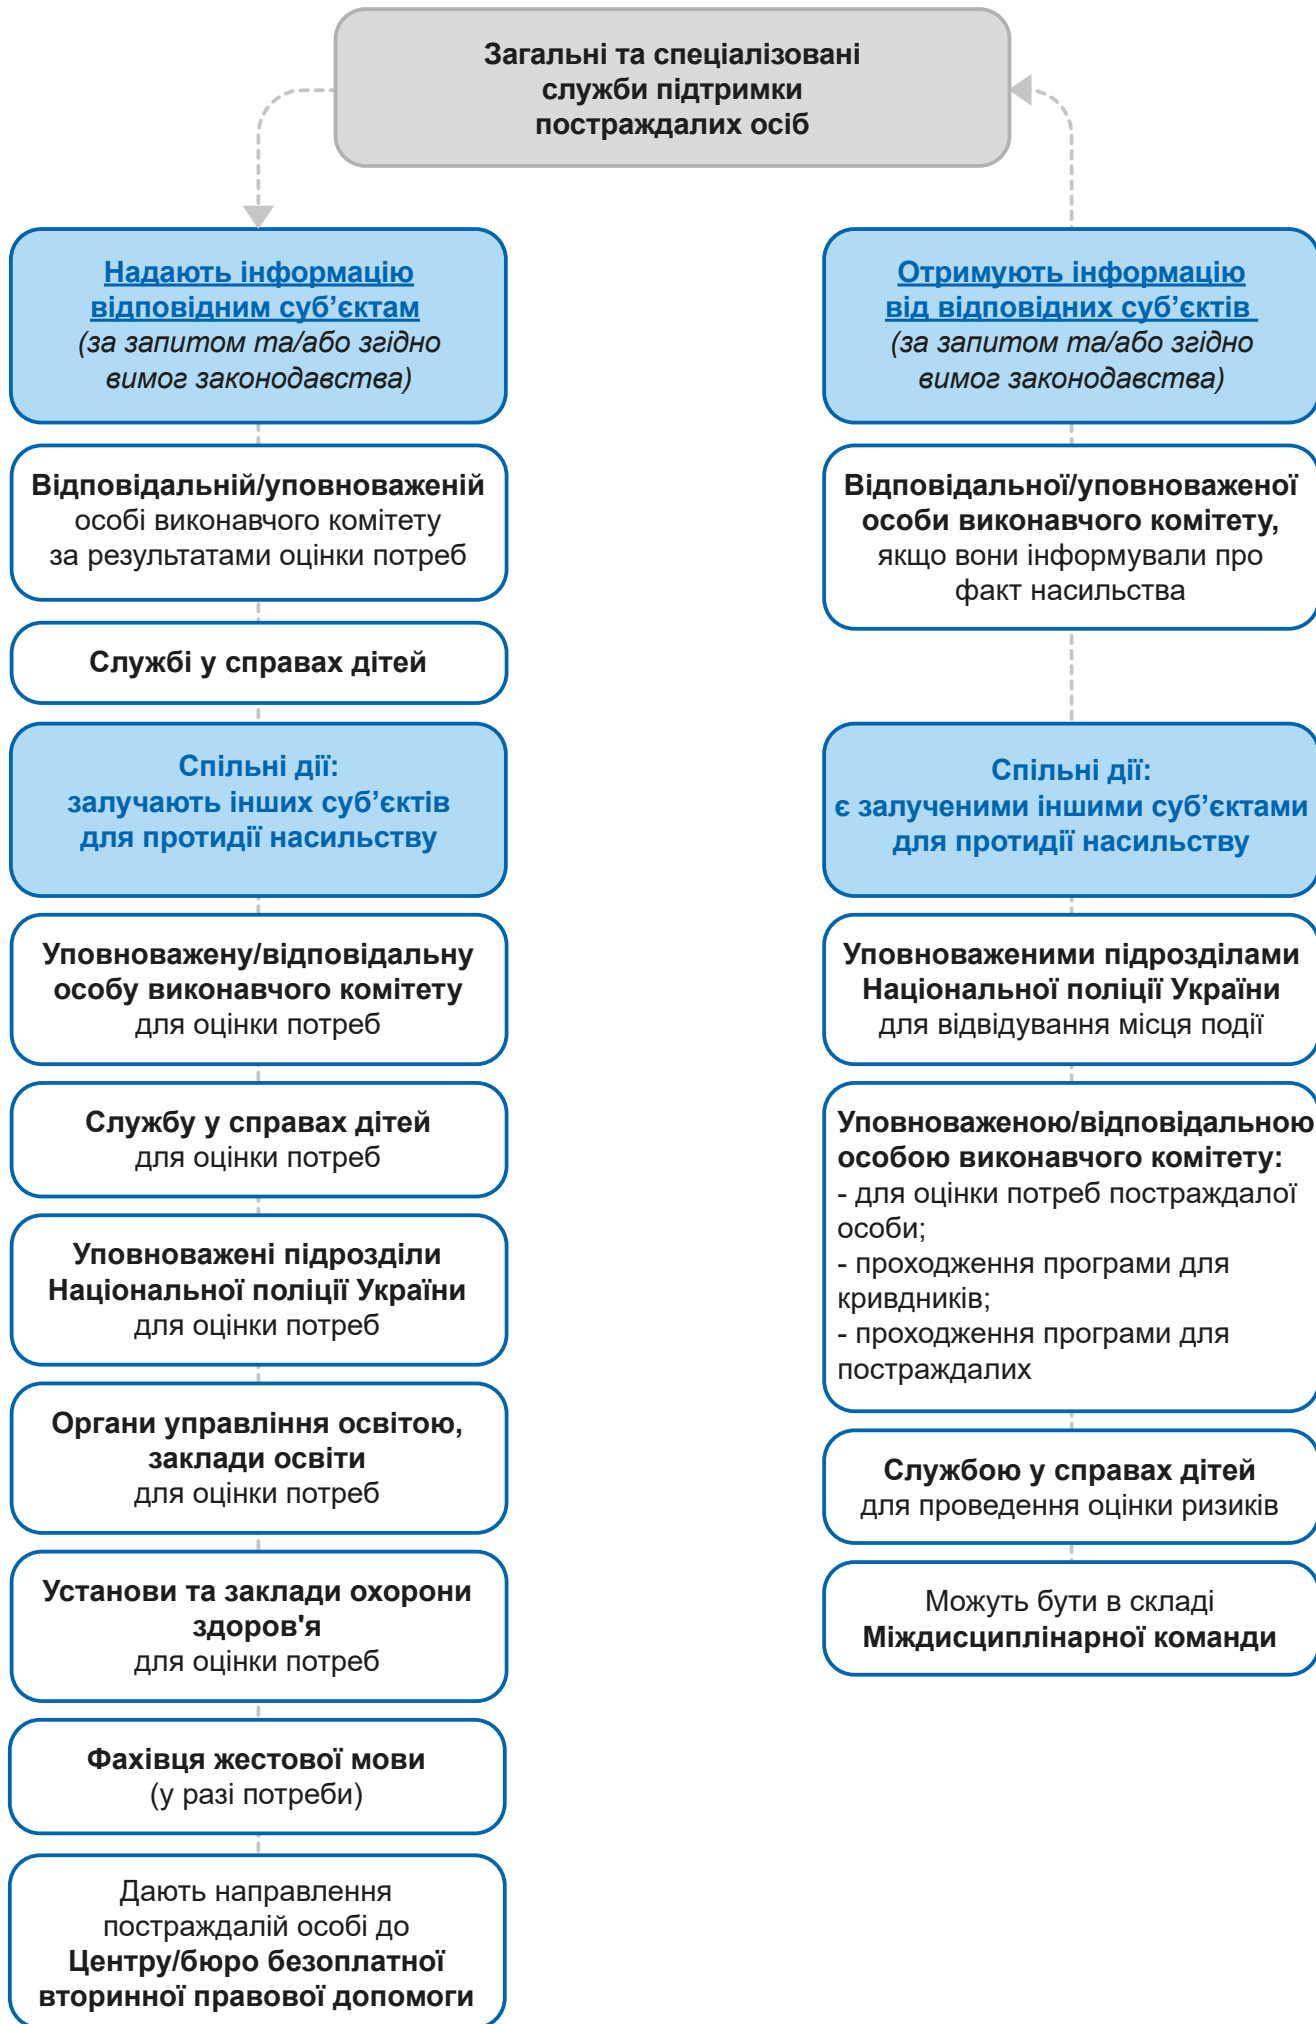 Загальні та спеціалізовані
служби підтримки
постраждалих осіб
Надають інформацію
відповідним суб’єктам
(за запитом та/або згідно
вимог законодавства)
Відповідальній/уповноваженій
особі виконавчого комітету
за результатами оцінки потреб
Службі у справах дітей
Спільні дії:
залучають інших суб’єктів
для протидії насильству
Уповноважену/відповідальну
особу виконавчого комітету
для оцінки потреб
Службу у справах дітей
для оцінки потреб
Уповноважені підрозділи
Національної поліції України
для оцінки потреб
Органи управління освітою,
заклади освіти
для оцінки потреб
Установи та заклади охорони
здоров'я
для оцінки потреб
Фахівця жестової мови
(у разі потреби)
Дають направлення
постраждалій особі до
Центру/бюро безоплатної
вторинної правової допомоги
Отримують інформацію
від відповідних суб’єктів
(за запитом та/або згідно
вимог законодавства)
Відповідальної/уповноваженої
особи виконавчого комітету,
якщо вони інформували про
факт насильства
Спільні дії:
є залученими іншими суб’єктами
для протидії насильству
Уповноваженими підрозділами
Національної поліції України
для відвідування місця події
Уповноваженою/відповідальною
особою виконавчого комітету:
- для оцінки потреб постраждалої
особи;
- проходження програми для
кривдників;
- проходження програми для
постраждалих
Службою у справах дітей
для проведення оцінки ризиків
Можуть бути в складі
Міждисциплінарної команди